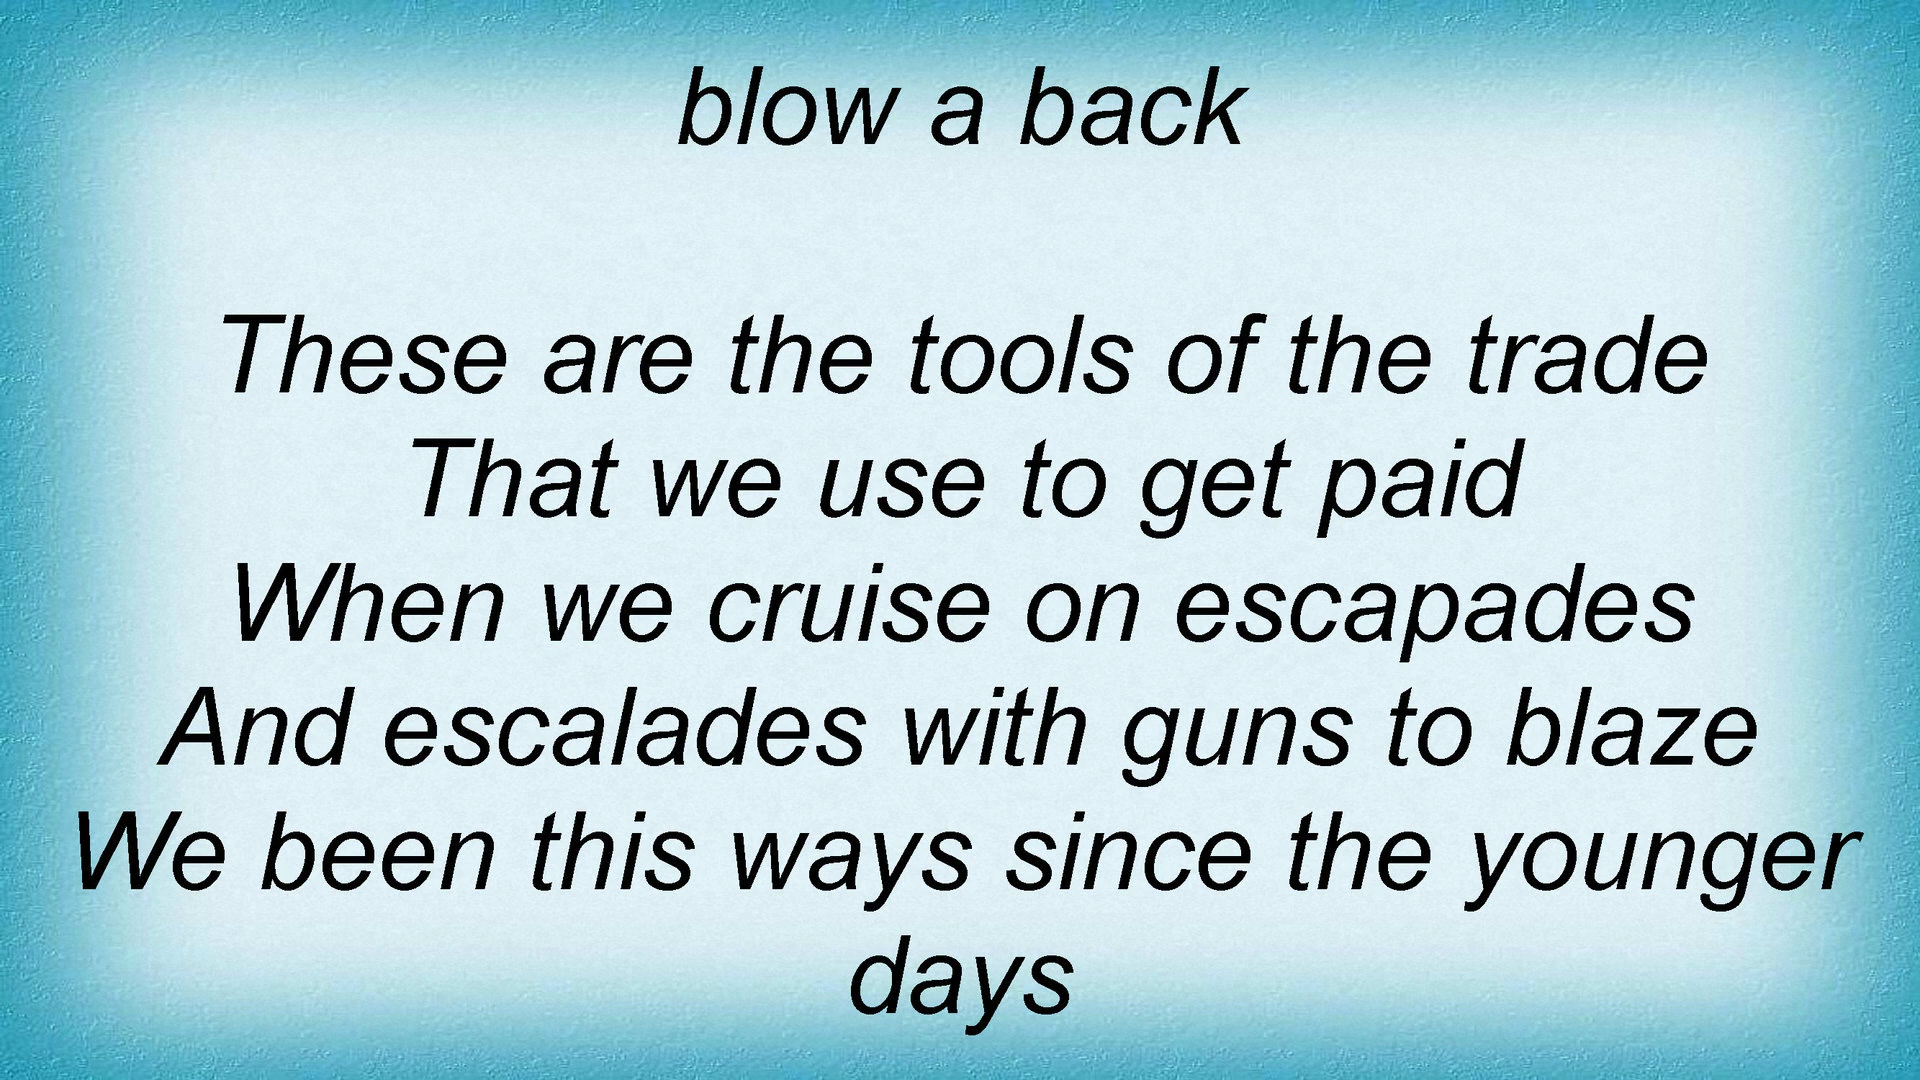 blow a back
These are the tools of the trade
That we use to get paid
When we cruise on escapades
And escalades with guns to blaze
We been this ways since the younger
days